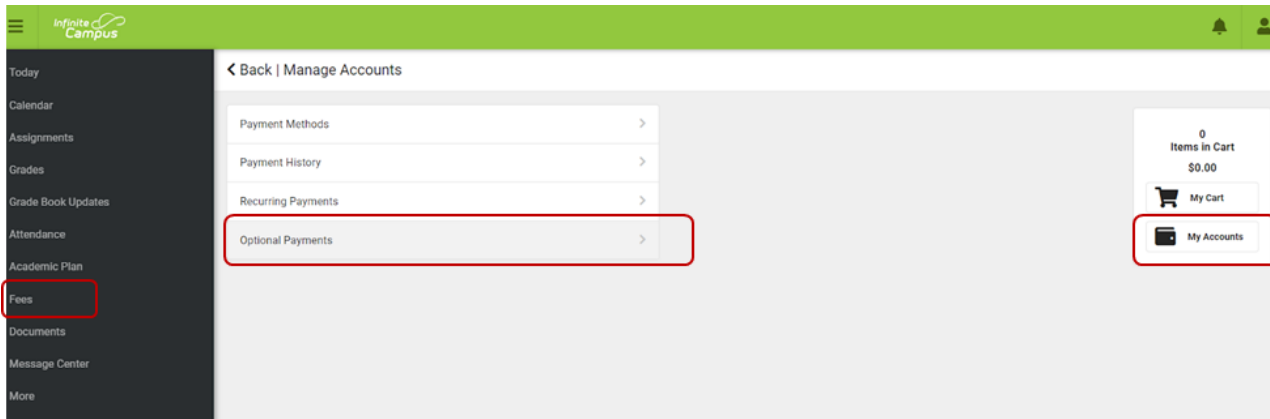 Infinite
Campus
Today
Calendar
Assignments
Grades
Grade Book Updates
Attendance
Academic Plan
Fees
Documents
Message Center
More
Back | Manage Accounts
Payment Methods
Payment History
Recurring Payments
Optional Payments
0
Items in Cart
$0.00
My Cart
My Accounts